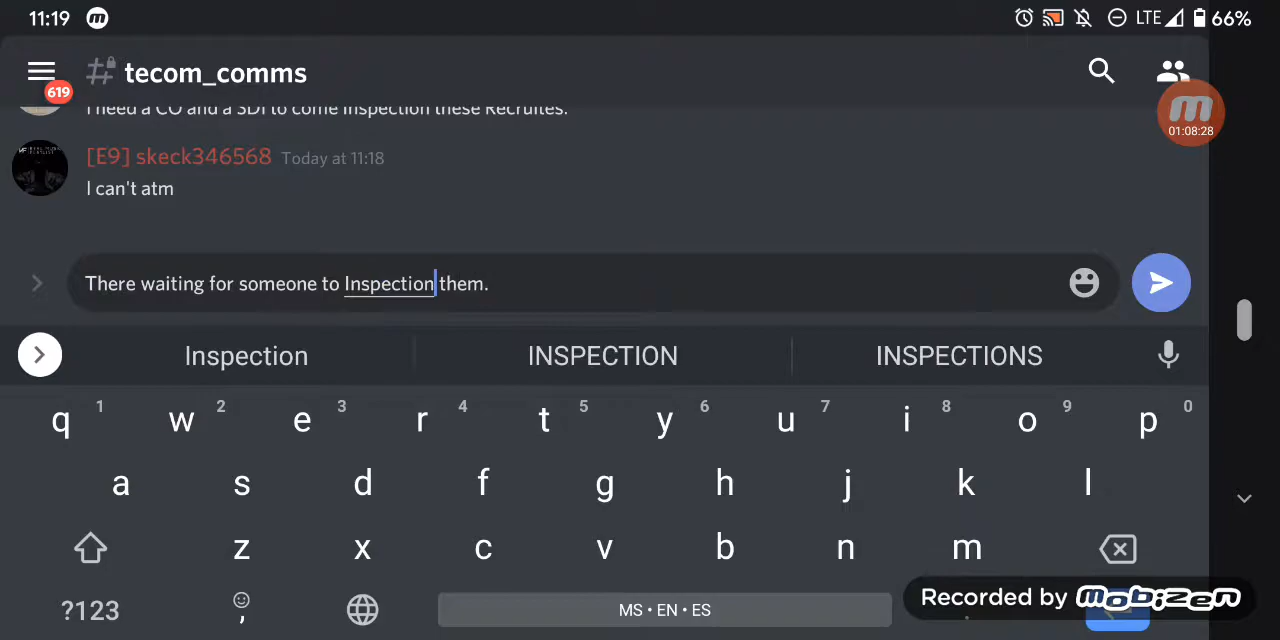 11:19 LTE 66%
619 # tecom_comms
I need a CO and a SDI to come Inspection these Recruites.
01:08:28
[E9] skeck346568 Today at 11:18
I can't atm
There waiting for someone to Inspection them.
Inspection INSPECTION INSPECTIONS
q 1 w 2 e 3 r 4 t 5 y 6 u 7 i 8 o 9 p 0
a s d f g h j k l
z x c v b n m
?123 , MS • EN • ES .
Recorded by mobizen